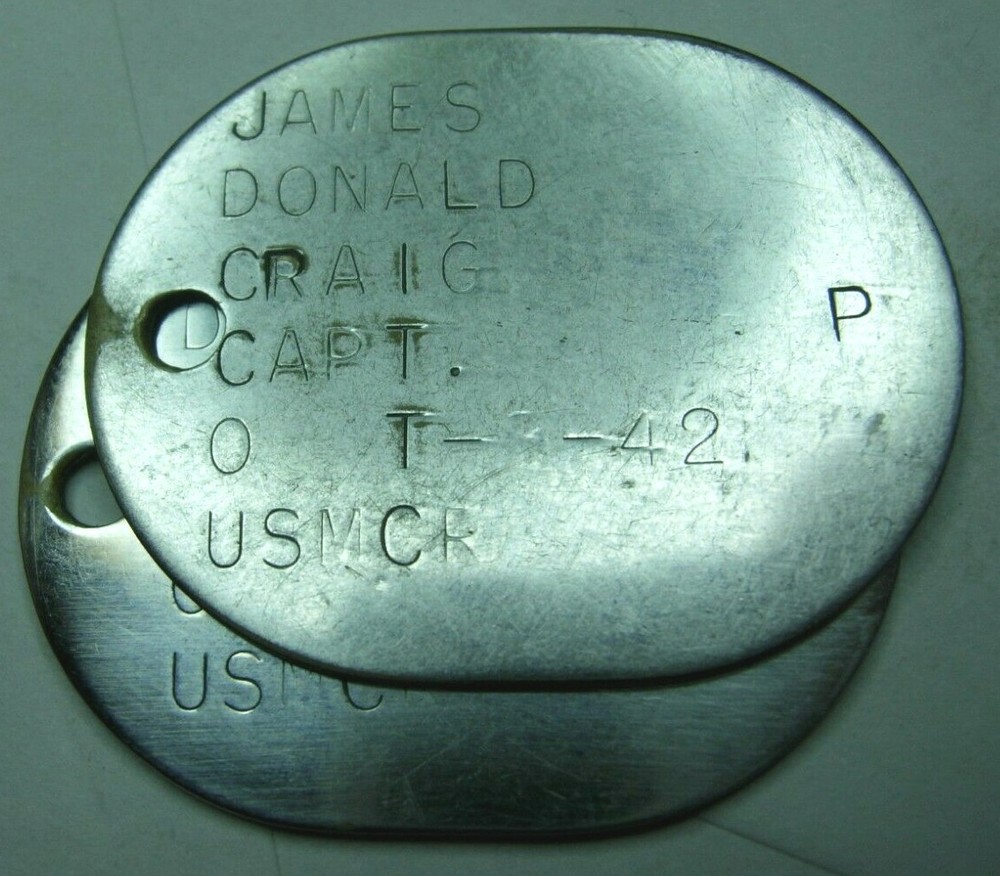 JAMES
DONALD
CRAIG
P
CAPT.
O T- -42
USMCR
USMCR